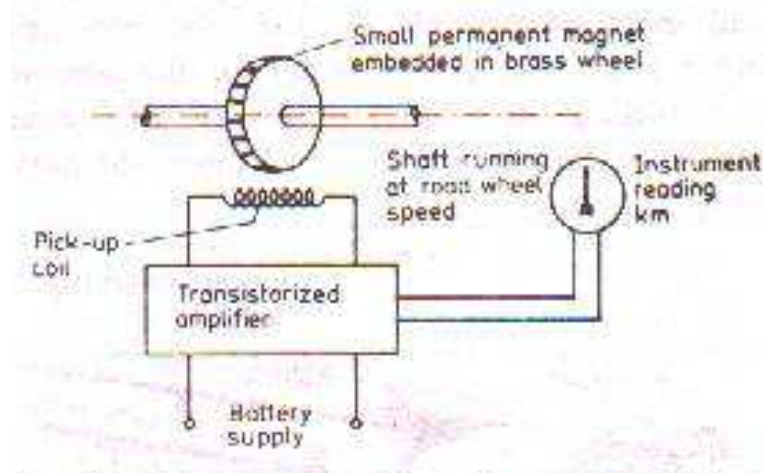 Small permanent magnet
embedded in brass wheel
Shaft running
at road wheel
speed
Instrument
reading
km
Pick-up
coil
Transistorized
amplifier
Battery
supply